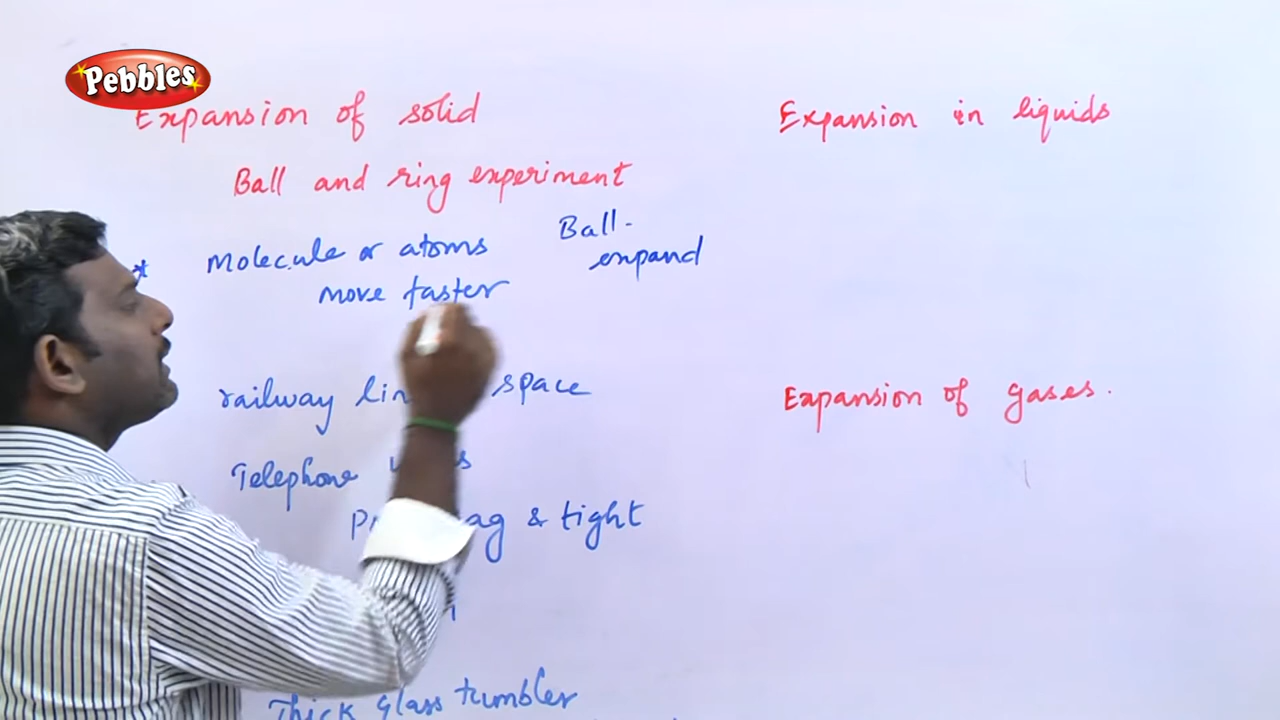 Pebbles
Expansion of solid
Ball and ring experiment
Molecule or atoms
move faster
Ball-
expand
railway
space
Telephone
& tight
Thick glass tumbler
Expansion in liquids
Expansion of gases.